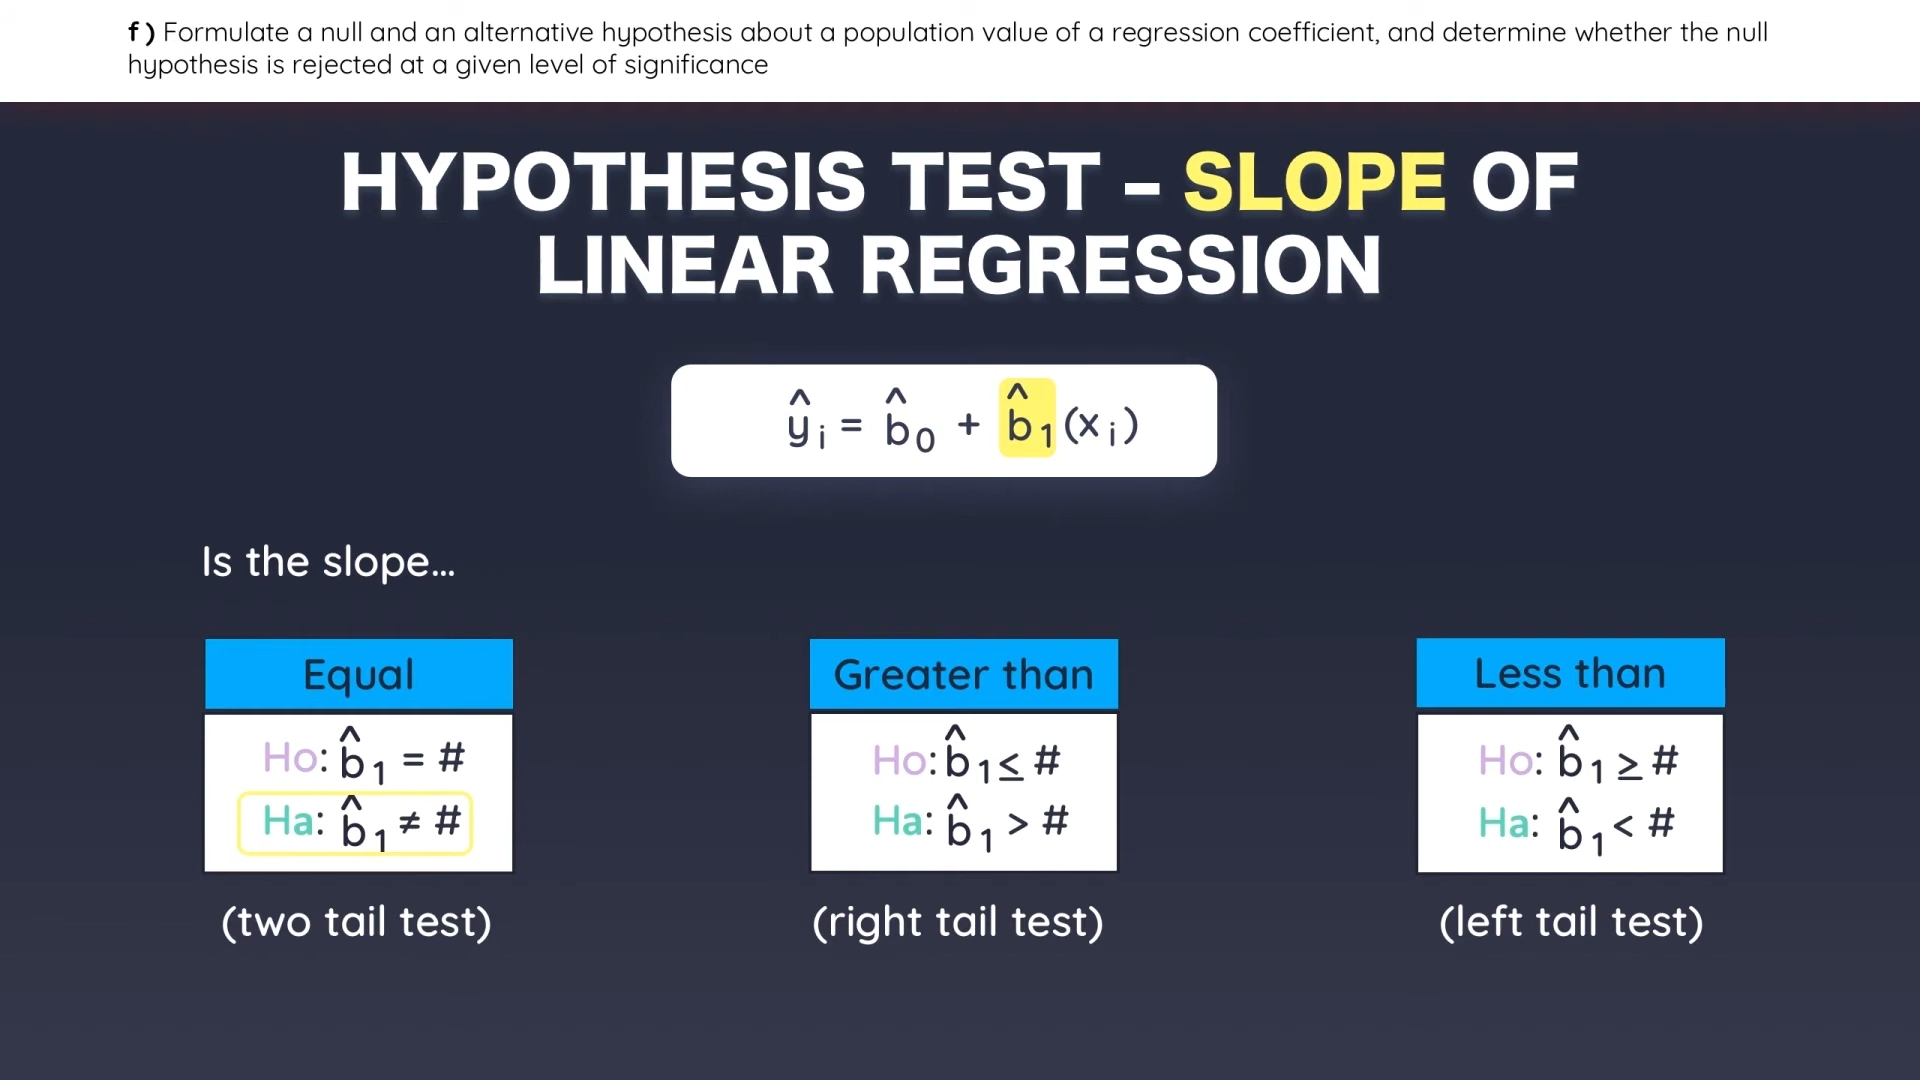 f ) Formulate a null and an alternative hypothesis about a population value of a regression coefficient, and determine whether the null
hypothesis is rejected at a given level of significance
HYPOTHESIS TEST – SLOPE OF
LINEAR REGRESSION
ŷᵢ = b̂₀ + b̂₁(xᵢ)
Is the slope...
Equal
Ho: b̂₁ = #
Ha: b̂₁ ≠ #
(two tail test)
Greater than
Ho: b̂₁ ≤ #
Ha: b̂₁ > #
(right tail test)
Less than
Ho: b̂₁ ≥ #
Ha: b̂₁ < #
(left tail test)